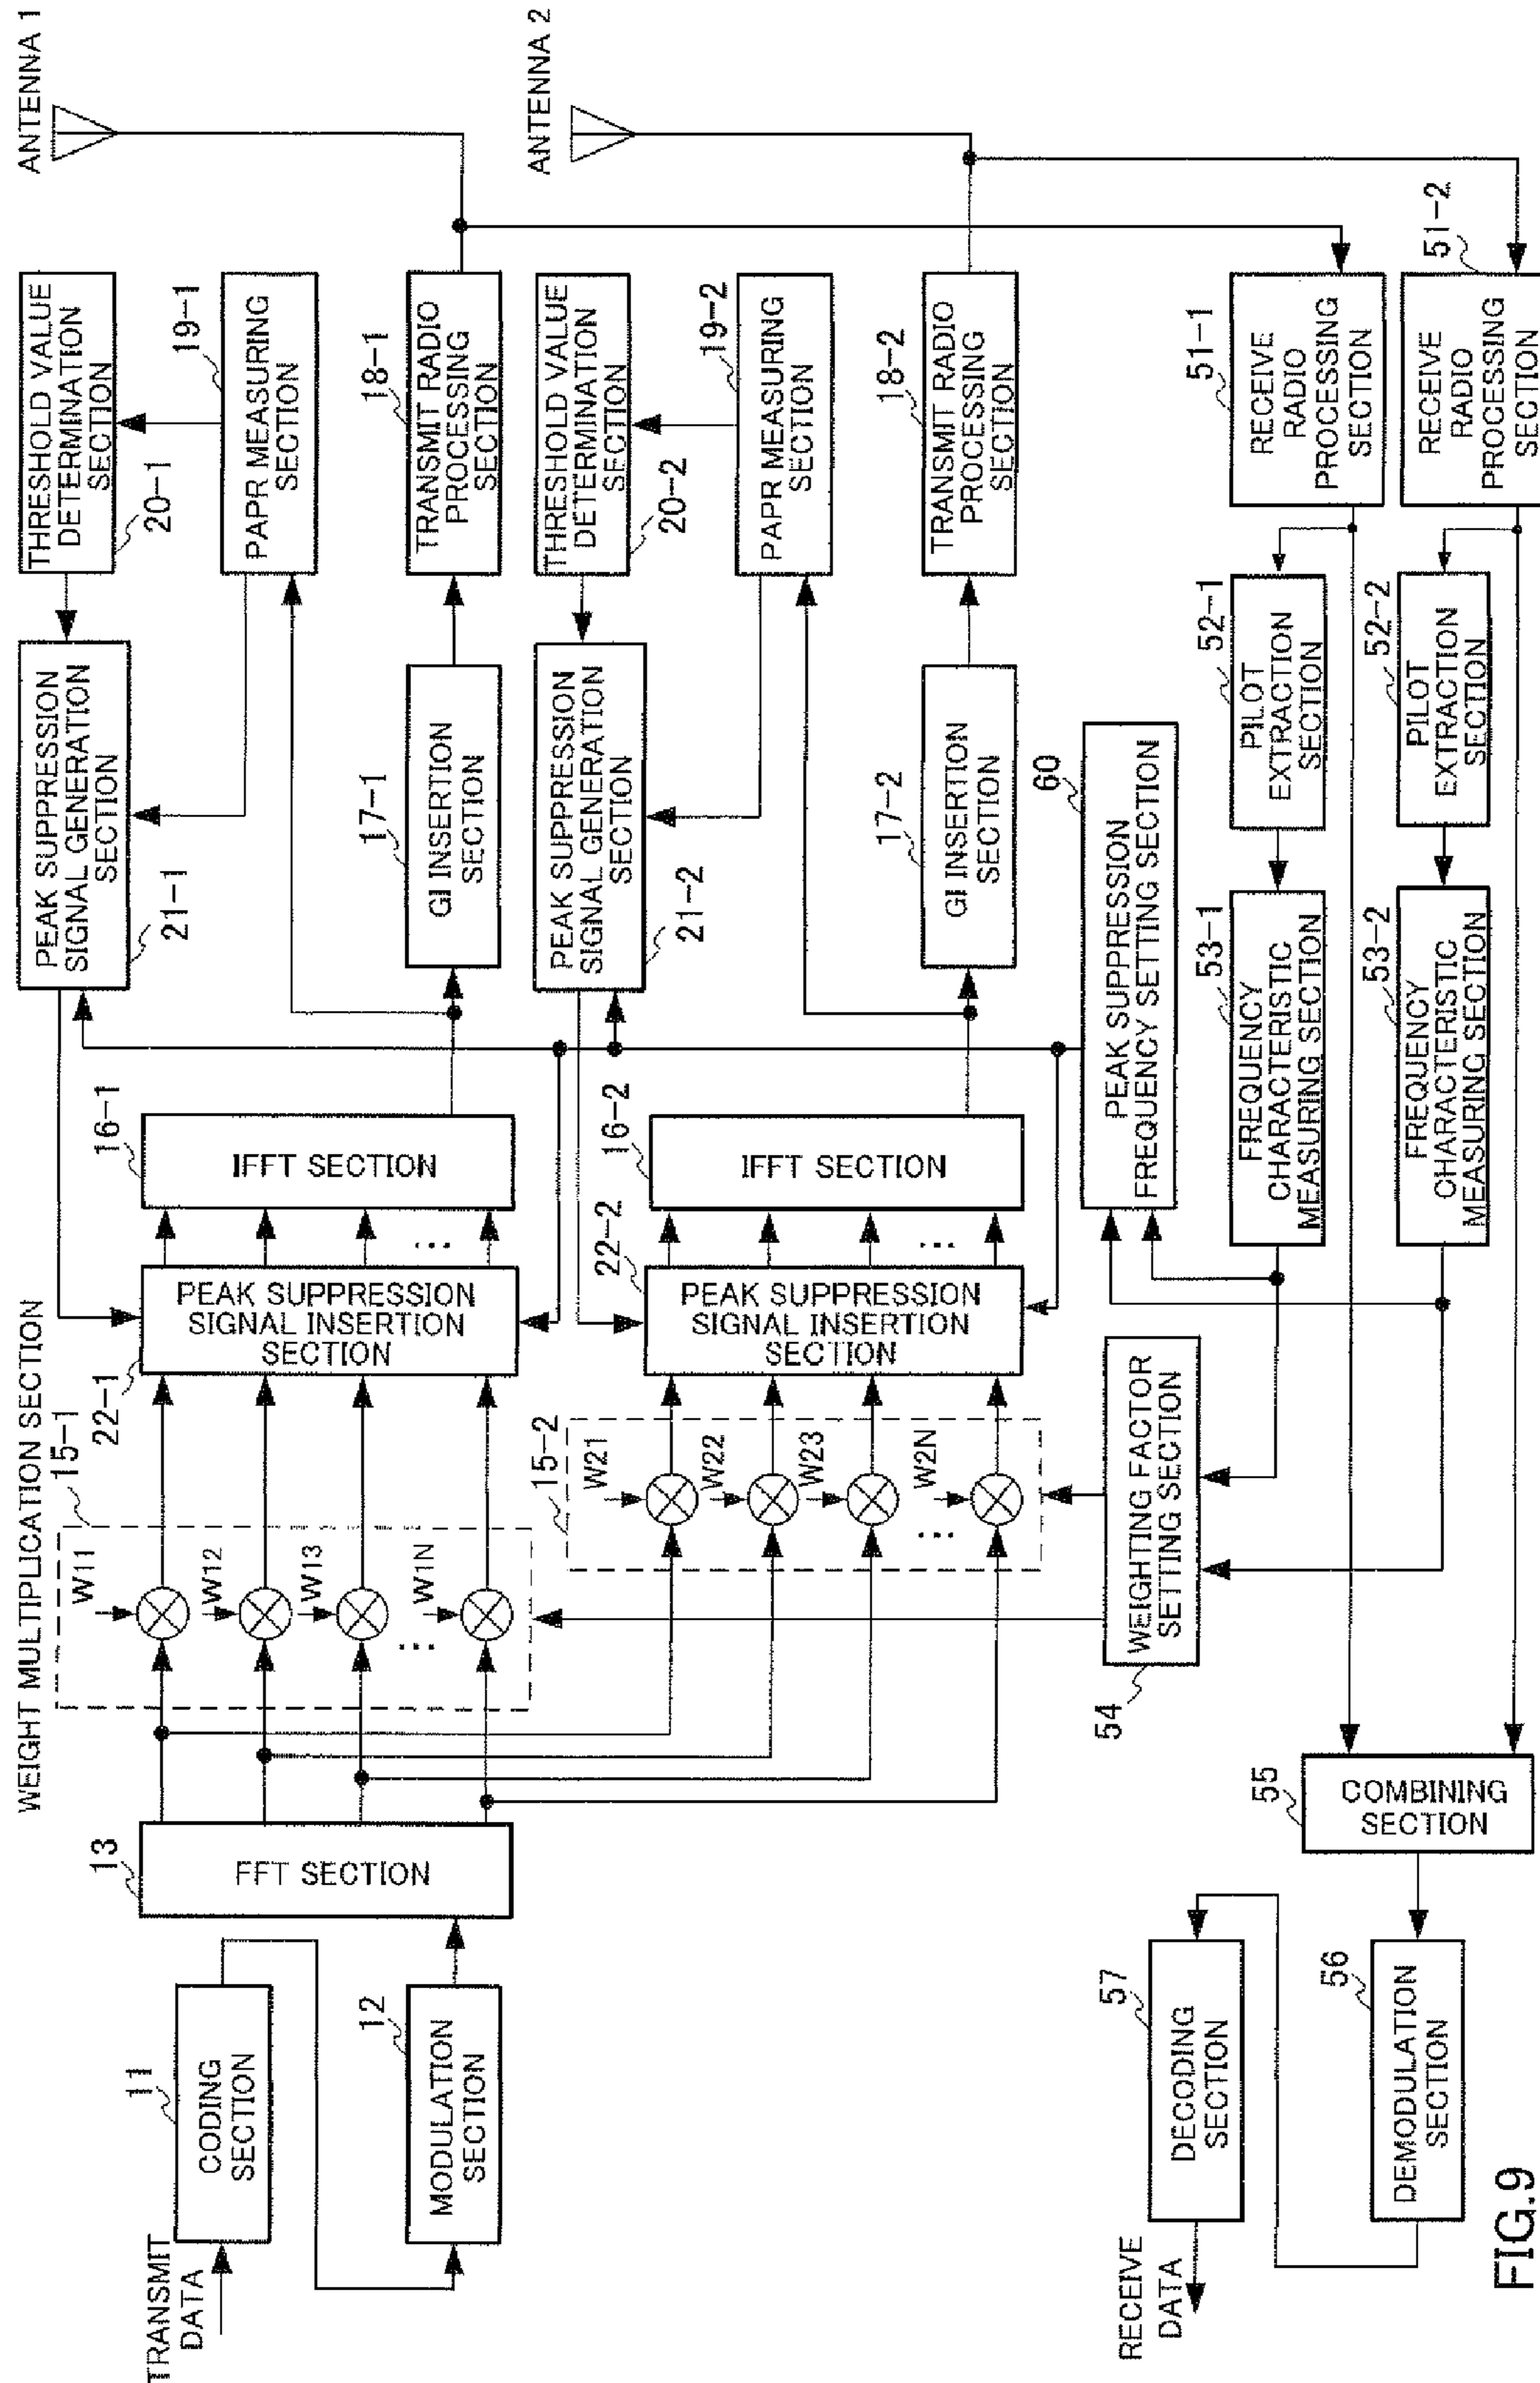 TRANSMIT
DATA
11
CODING
SECTION
12
MODULATION
SECTION
13
FFT SECTION
WEIGHT MULTIPLICATION SECTION
15-1
W11
W12
W13
...
W1N
15-2
W21
W22
W23
...
W2N
22-1
PEAK SUPPRESSION
SIGNAL INSERTION
SECTION
...
22-2
PEAK SUPPRESSION
SIGNAL INSERTION
SECTION
...
16-1
IFFT SECTION
16-2
IFFT SECTION
PEAK SUPPRESSION
SIGNAL GENERATION
SECTION
21-1
THRESHOLD VALUE
DETERMINATION
SECTION
20-1
19-1
PAPR MEASURING
SECTION
17-1
GI INSERTION
SECTION
18-1
TRANSMIT RADIO
PROCESSING
SECTION
ANTENNA 1
PEAK SUPPRESSION
SIGNAL GENERATION
SECTION
21-2
THRESHOLD VALUE
DETERMINATION
SECTION
20-2
19-2
PAPR MEASURING
SECTION
17-2
GI INSERTION
SECTION
18-2
TRANSMIT RADIO
PROCESSING
SECTION
ANTENNA 2
60
PEAK SUPPRESSION
FREQUENCY SETTING SECTION
WEIGHTING FACTOR
SETTING SECTION
54
53-1
FREQUENCY
CHARACTERISTIC
MEASURING SECTION
52-1
PILOT
EXTRACTION
SECTION
51-1
RECEIVE
RADIO
PROCESSING
SECTION
53-2
FREQUENCY
CHARACTERISTIC
MEASURING SECTION
52-2
PILOT
EXTRACTION
SECTION
51-2
RECEIVE
RADIO
PROCESSING
SECTION
55
COMBINING
SECTION
56
DEMODULATION
SECTION
57
DECODING
SECTION
RECEIVE
DATA
FIG.9